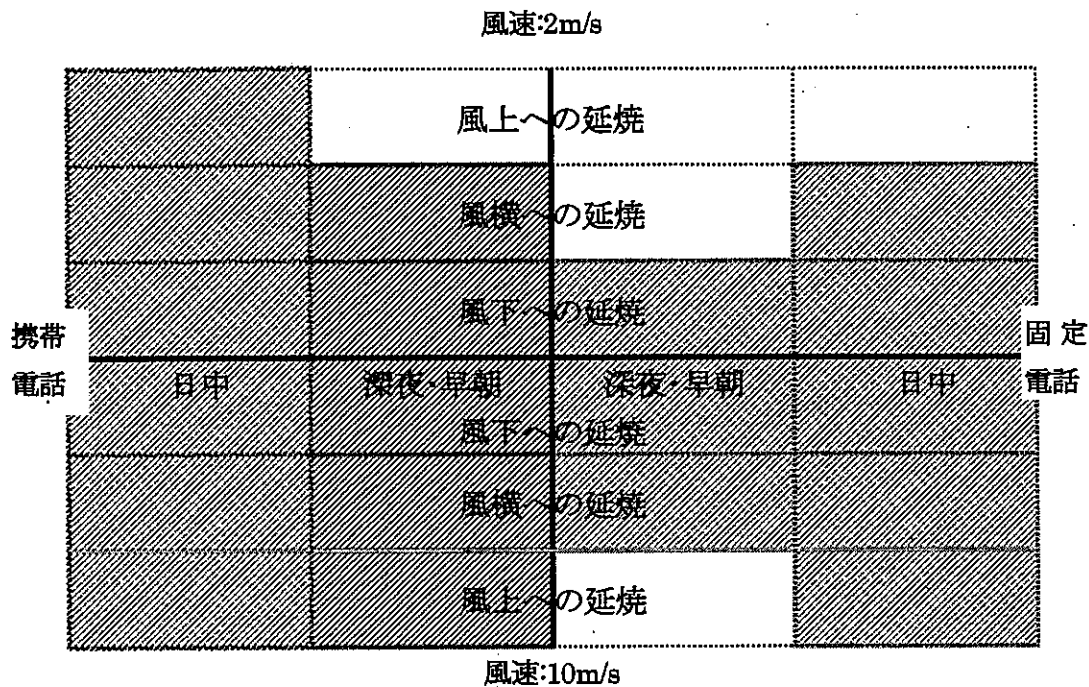 風速:2m/s
風上への延焼
風横への延焼
風下への延焼
携帯
電話
固定
電話
日中
深夜・早朝
深夜・早朝
日中
風下への延焼
風横への延焼
風上への延焼
風速:10m/s